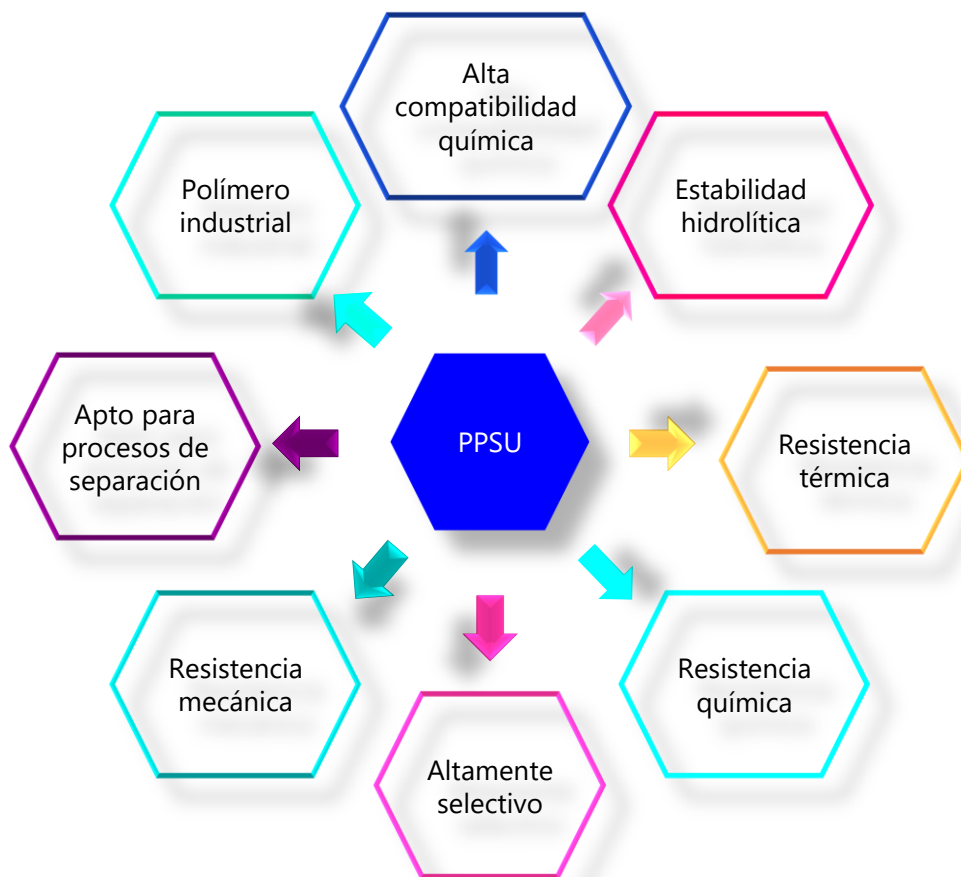 Alta
compatibilidad
química
Polímero
industrial
Estabilidad
hidrolítica
Apto para
procesos de
separación
PPSU
Resistencia
térmica
Resistencia
mecánica
Resistencia
química
Altamente
selectivo